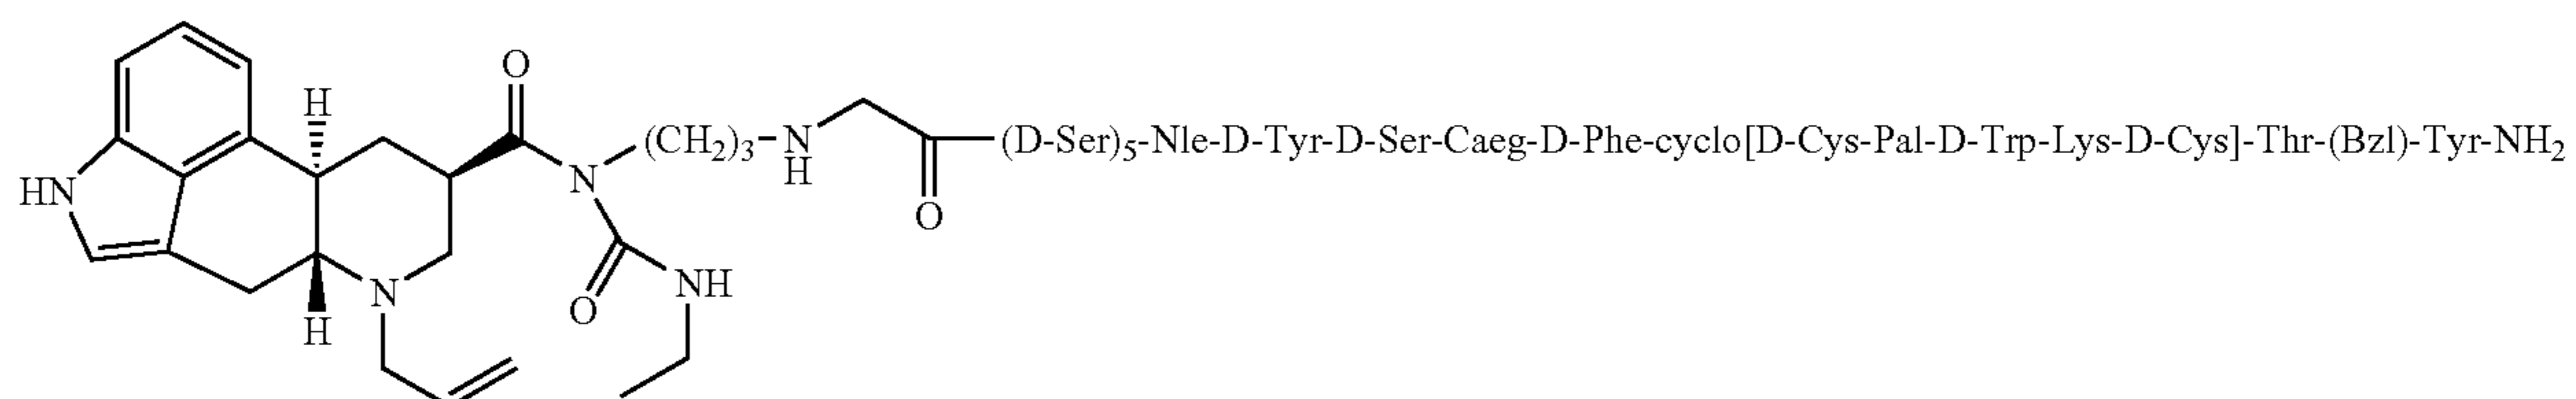 O
H
(CH2)3-N
H
(D-Ser)5-Nle-D-Tyr-D-Ser-Caeg-D-Phe-cyclo[D-Cys-Pal-D-Trp-Lys-D-Cys]-Thr-(Bzl)-Tyr-NH2
HN
N
O
N
O
NH
H